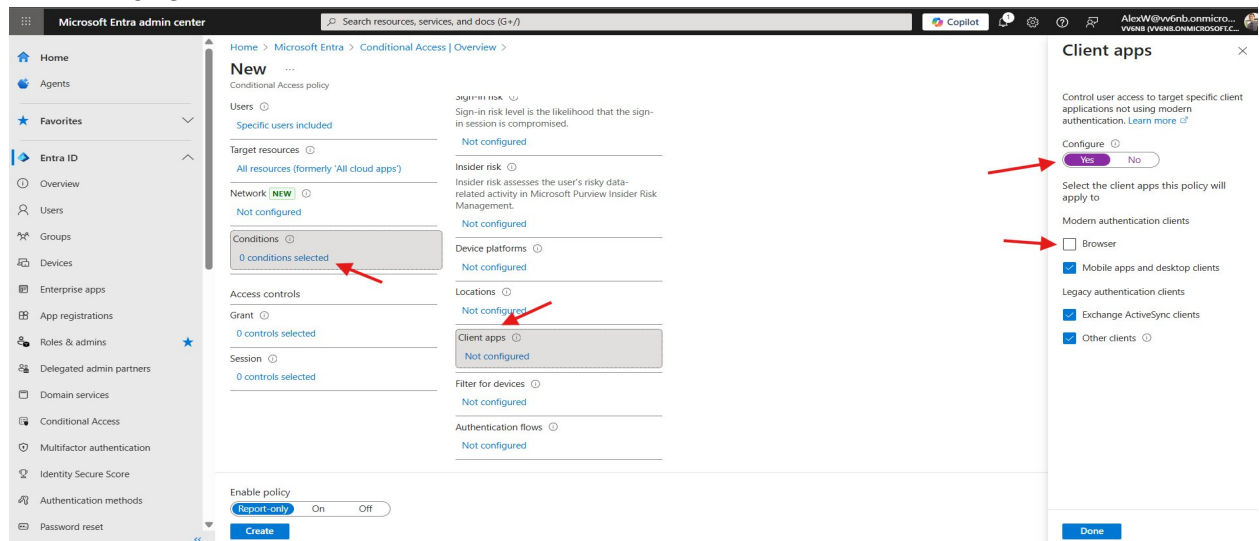 Microsoft Entra admin center
Search resources, services, and docs (G+/)
Copilot
AlexW@vv6nb.onmicro...
VV6NB (VV6NB.ONMICROSOFT.C...
Home
Agents
Favorites
Entra ID
Overview
Users
Groups
Devices
Enterprise apps
App registrations
Roles & admins
Delegated admin partners
Domain services
Conditional Access
Multifactor authentication
Identity Secure Score
Authentication methods
Password reset
Home > Microsoft Entra > Conditional Access | Overview >
New ...
Conditional Access policy
Users
Specific users included
Target resources
All resources (formerly 'All cloud apps')
Network NEW
Not configured
Conditions
0 conditions selected
Access controls
Grant
0 controls selected
Session
0 controls selected
Sign-in risk
Sign-in risk level is the likelihood that the sign-
in session is compromised.
Not configured
Insider risk
Insider risk assesses the user's risky data-
related activity in Microsoft Purview Insider Risk
Management.
Not configured
Device platforms
Not configured
Locations
Not configured
Client apps
Not configured
Filter for devices
Not configured
Authentication flows
Not configured
Enable policy
Report-only On Off
Create
Client apps
Control user access to target specific client
applications not using modern
authentication. Learn more
Configure
Yes No
Select the client apps this policy will
apply to
Modern authentication clients
Browser
Mobile apps and desktop clients
Legacy authentication clients
Exchange ActiveSync clients
Other clients
Done